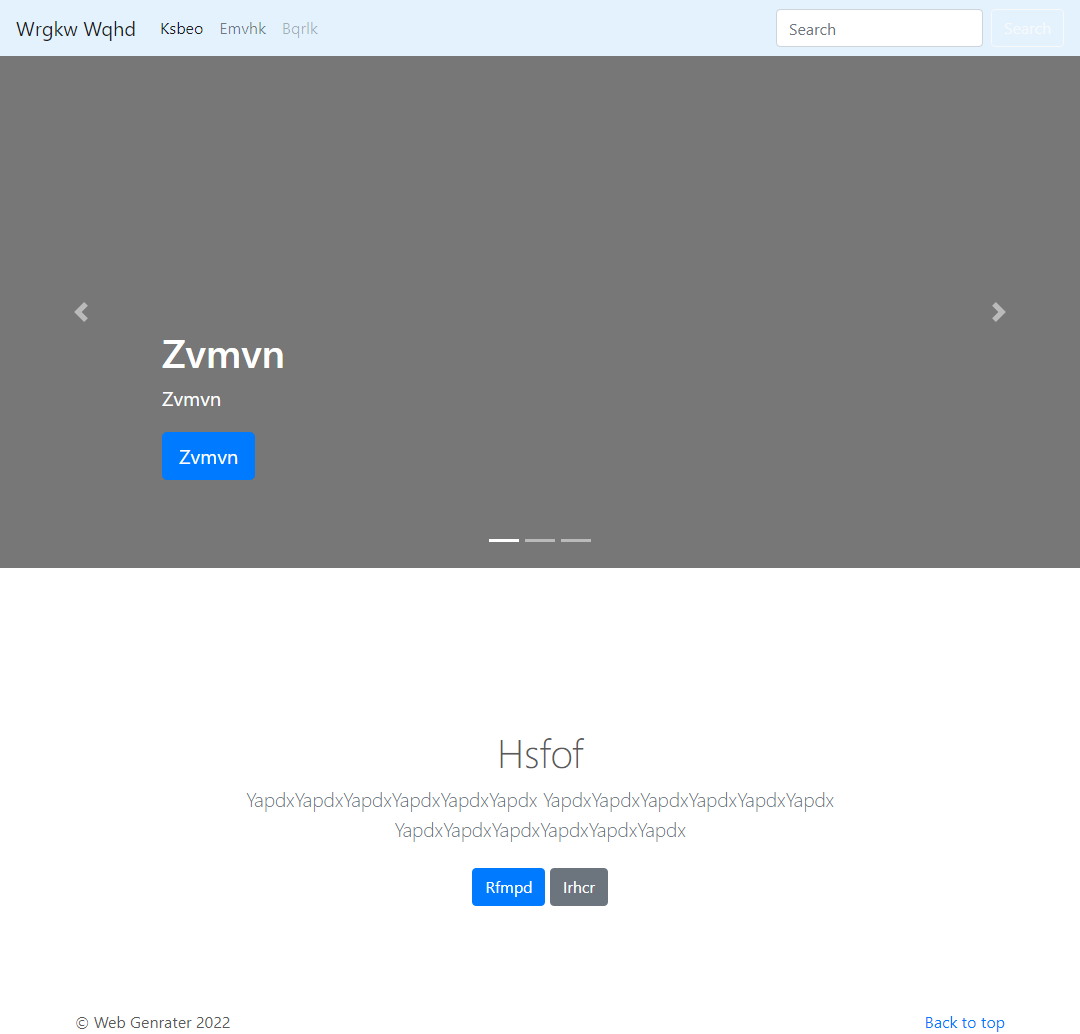 Wrgkw Wqhd Ksbeo Emvhk Bqrlk Search Search
Zvmvn
Zvmvn
Zvmvn
Hsfof
YapdxYapdxYapdxYapdxYapdxYapdx YapdxYapdxYapdxYapdxYapdxYapdx
YapdxYapdxYapdxYapdxYapdxYapdx
Rfmpd Irhcr
© Web Genrater 2022 Back to top